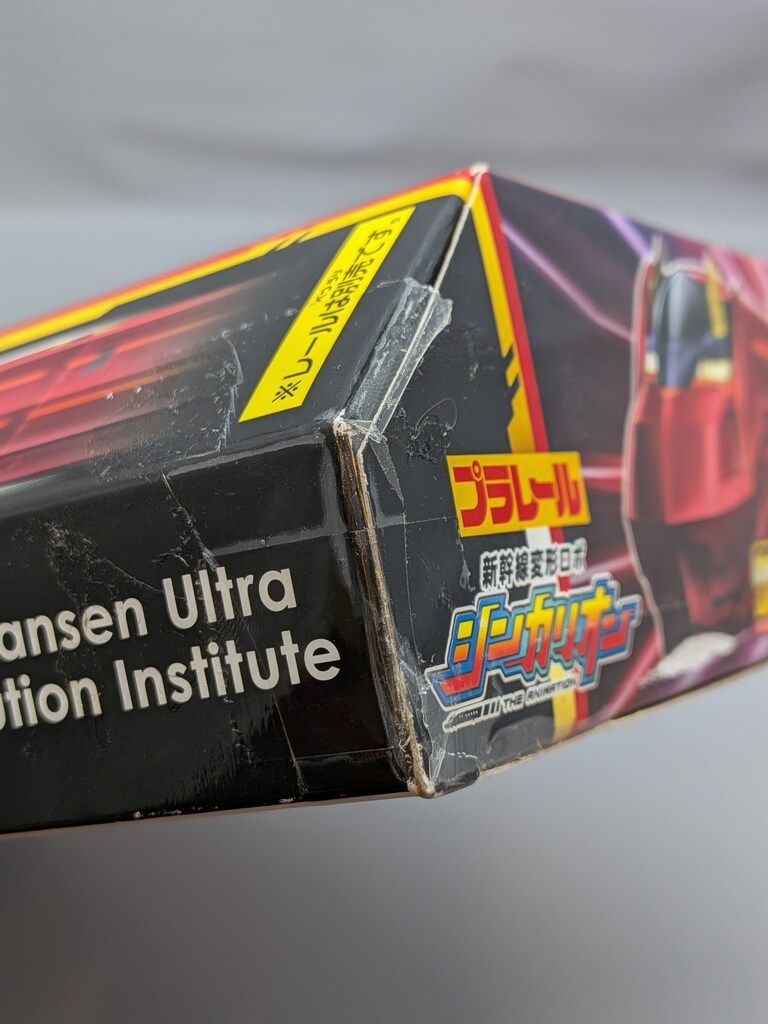 ※レールは別売です。
ansen Ultra
ution Institute
プラレール
新幹線変形ロボ
シンカリオン
THE ANIMATION